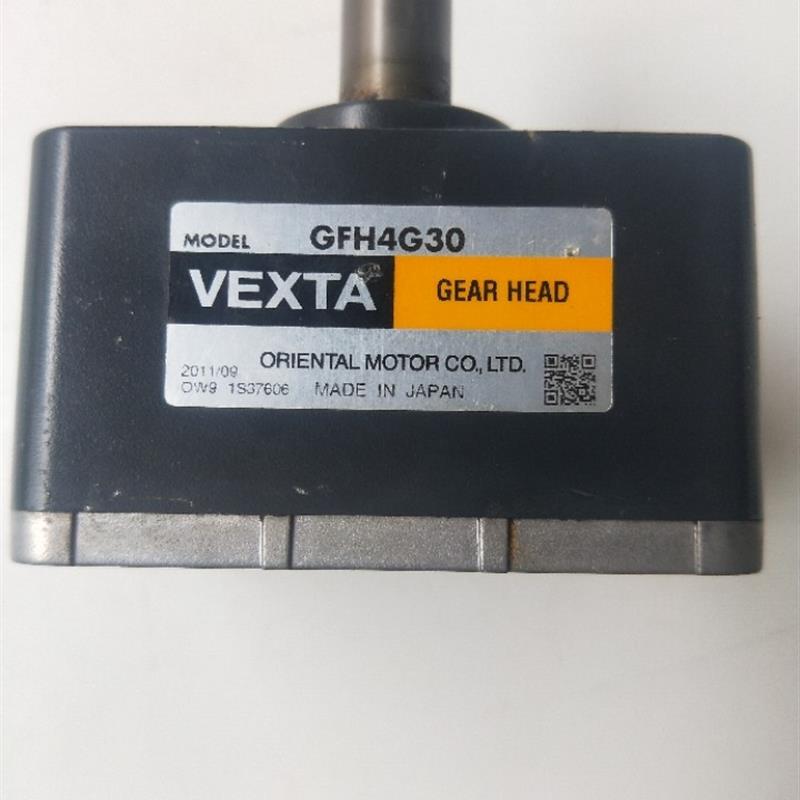 MODEL GFH4G30
VEXTA GEAR HEAD
2011/09 ORIENTAL MOTOR CO., LTD.
OW9 1S37606 MADE IN JAPAN